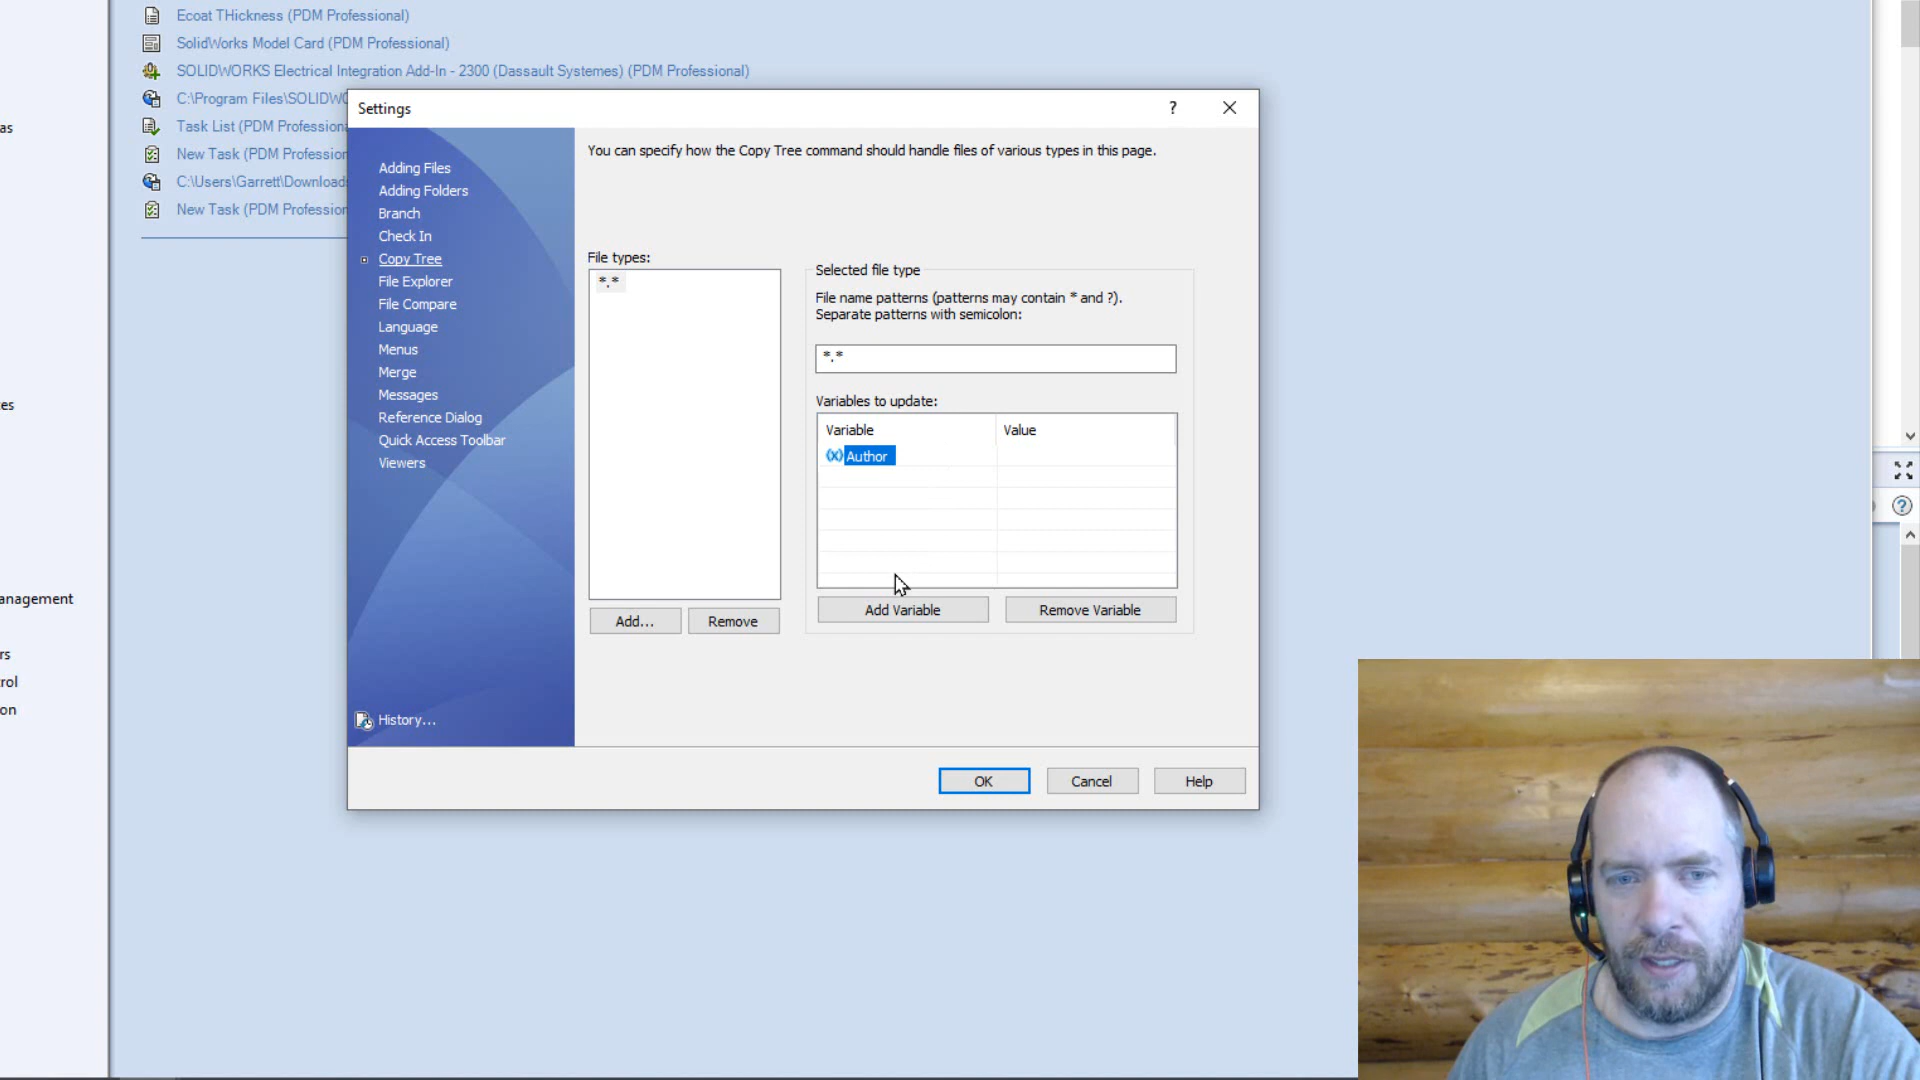 Ecoat THickness (PDM Professional)
SolidWorks Model Card (PDM Professional)
SOLIDWORKS Electrical Integration Add-In - 2300 (Dassault Systemes) (PDM Professional)
C:\Program Files\SOLIDWO
Task List (PDM Professiona
New Task (PDM Profession
C:\Users\Garrett\Downloads
New Task (PDM Profession
as
es
anagement
rs
rol
on
Settings
?
Adding Files
Adding Folders
Branch
Check In
Copy Tree
File Explorer
File Compare
Language
Menus
Merge
Messages
Reference Dialog
Quick Access Toolbar
Viewers
History...
You can specify how the Copy Tree command should handle files of various types in this page.
File types:
*.*
Add...
Remove
Selected file type
File name patterns (patterns may contain * and ?).
Separate patterns with semicolon:
*.*
Variables to update:
Variable Value
(x) Author
Add Variable
Remove Variable
OK
Cancel
Help
?